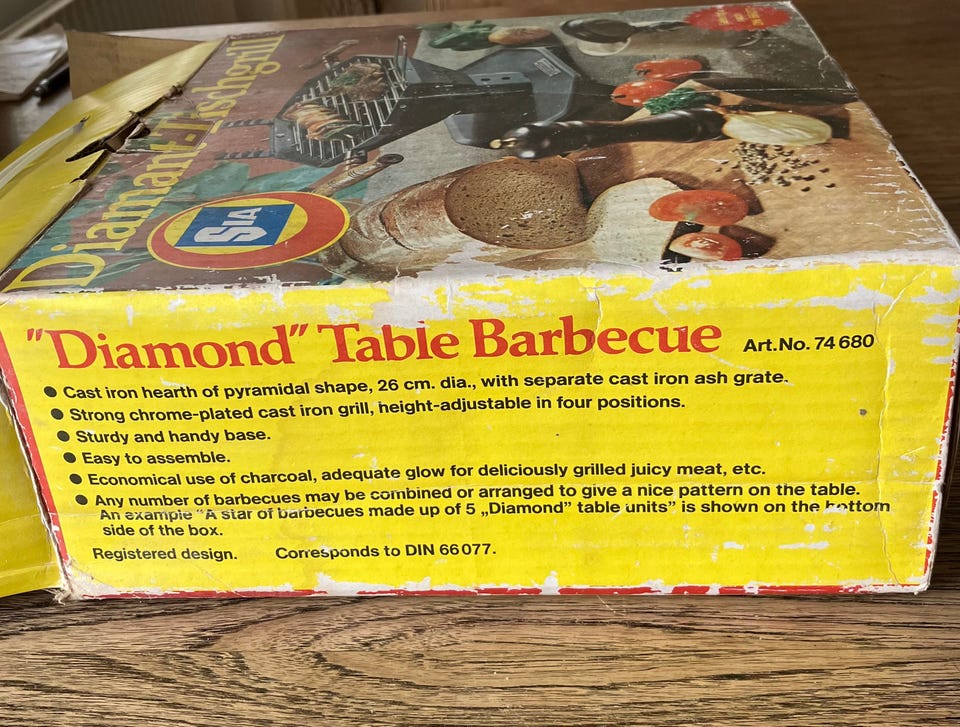 Diamant-Tischgrill
SIA
"Diamond" Table Barbecue Art.No. 74 680
● Cast iron hearth of pyramidal shape, 26 cm. dia., with separate cast iron ash grate.
● Strong chrome-plated cast iron grill, height-adjustable in four positions.
● Sturdy and handy base.
● Easy to assemble.
● Economical use of charcoal, adequate glow for deliciously grilled juicy meat, etc.
● Any number of barbecues may be combined or arranged to give a nice pattern on the table.
An example "A star of barbecues made up of 5 „Diamond” table units" is shown on the bottom
side of the box.
Registered design. Corresponds to DIN 66 077.